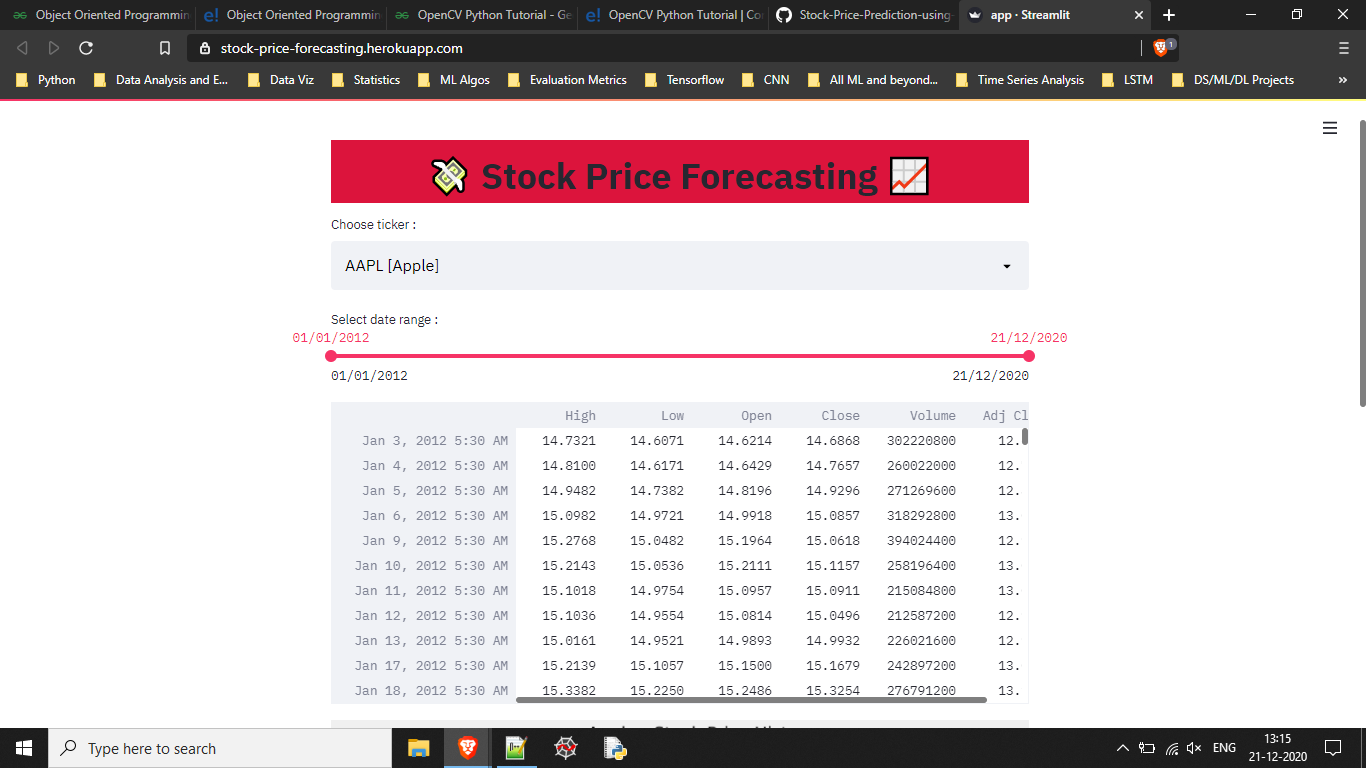 Object Oriented Programmin Object Oriented Programmin OpenCV Python Tutorial - Ge OpenCV Python Tutorial | Co Stock-Price-Prediction-using- app · Streamlit
stock-price-forecasting.herokuapp.com 1
Python Data Analysis and E... Data Viz Statistics ML Algos Evaluation Metrics Tensorflow CNN All ML and beyond... Time Series Analysis LSTM DS/ML/DL Projects »
Stock Price Forecasting
Choose ticker :
AAPL [Apple]
Select date range :
01/01/2012 21/12/2020
01/01/2012 21/12/2020
High Low Open Close Volume Adj Cl
Jan 3, 2012 5:30 AM 14.7321 14.6071 14.6214 14.6868 302220800 12.
Jan 4, 2012 5:30 AM 14.8100 14.6171 14.6429 14.7657 260022000 12.
Jan 5, 2012 5:30 AM 14.9482 14.7382 14.8196 14.9296 271269600 12.
Jan 6, 2012 5:30 AM 15.0982 14.9721 14.9918 15.0857 318292800 13.
Jan 9, 2012 5:30 AM 15.2768 15.0482 15.1964 15.0618 394024400 12.
Jan 10, 2012 5:30 AM 15.2143 15.0536 15.2111 15.1157 258196400 13.
Jan 11, 2012 5:30 AM 15.1018 14.9754 15.0957 15.0911 215084800 13.
Jan 12, 2012 5:30 AM 15.1036 14.9554 15.0814 15.0496 212587200 12.
Jan 13, 2012 5:30 AM 15.0161 14.9521 14.9893 14.9932 226021600 12.
Jan 17, 2012 5:30 AM 15.2139 15.1057 15.1500 15.1679 242897200 13.
Jan 18, 2012 5:30 AM 15.3382 15.2250 15.2486 15.3254 276791200 13.
Type here to search ENG 13:15
21-12-2020